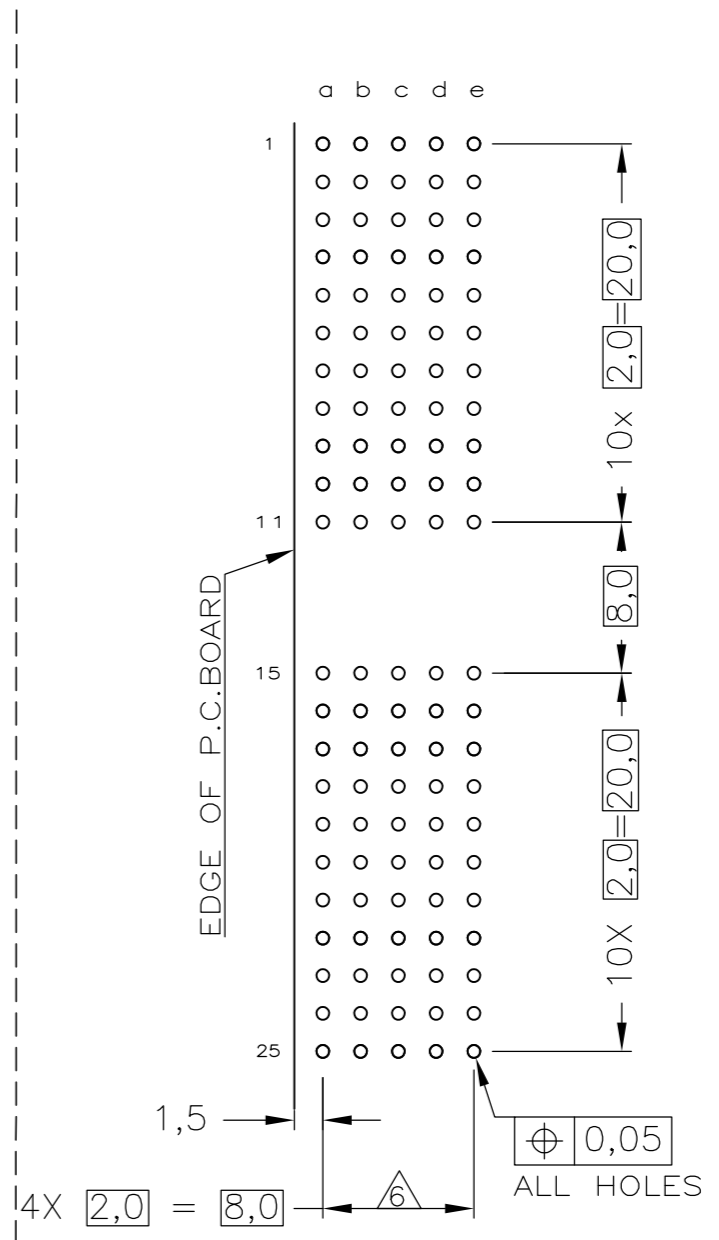 a b c d e
1
10x 2,0=20,0
11
8,0
EDGE OF P.C.BOARD
15
10X 2,0=20,0
25
1,5
⌖ 0,05
ALL HOLES
4X 2,0 = 8,0
6